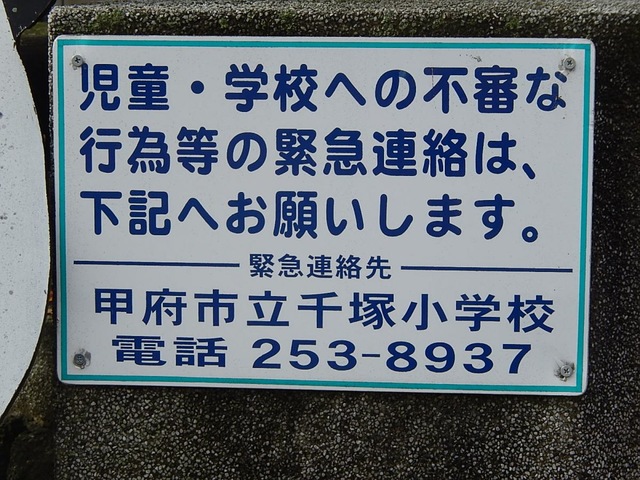 児童・学校への不審な
行為等の緊急連絡は、
下記へお願いします。
緊急連絡先
甲府市立千塚小学校
電話 253-8937